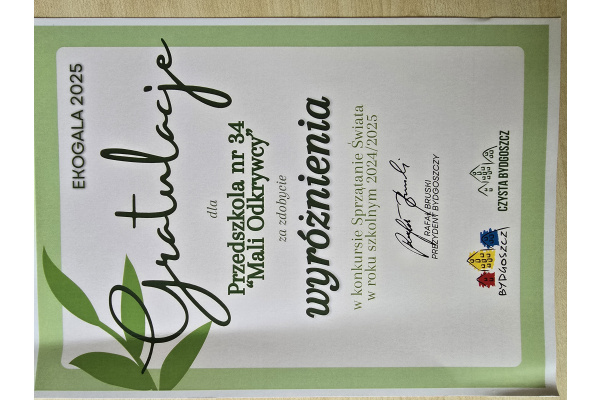 EKOGALA 2025
Gratulacje
dla
Przedszkola nr 34
"Mali Odkrywcy"
za zdobycie
wyróżnienia
w konkursie Sprzątanie Świata
w roku szkolnym 2024/2025
RAFAŁ BRUSKI
PREZYDENT BYDGOSZCZY
BYDGOSZCZ
CZYSTA BYDGOSZCZ